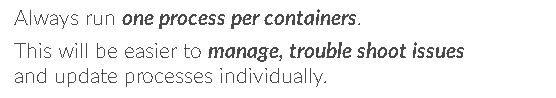 Always run one process per containers.
This will be easier to manage, trouble shoot issues
and update processes individually.